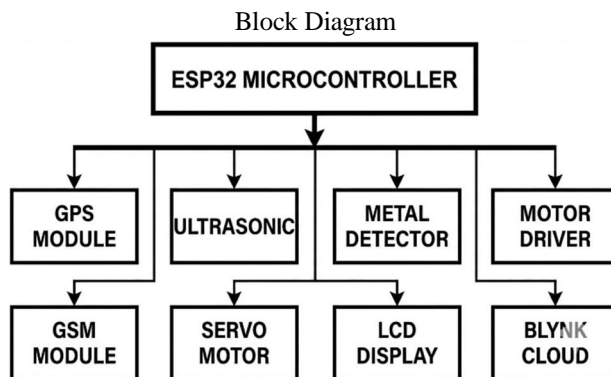 Block Diagram
ESP32 MICROCONTROLLER
GPS
MODULE
ULTRASONIC
METAL
DETECTOR
MOTOR
DRIVER
GSM
MODULE
SERVO
MOTOR
LCD
DISPLAY
BLYNK
CLOUD